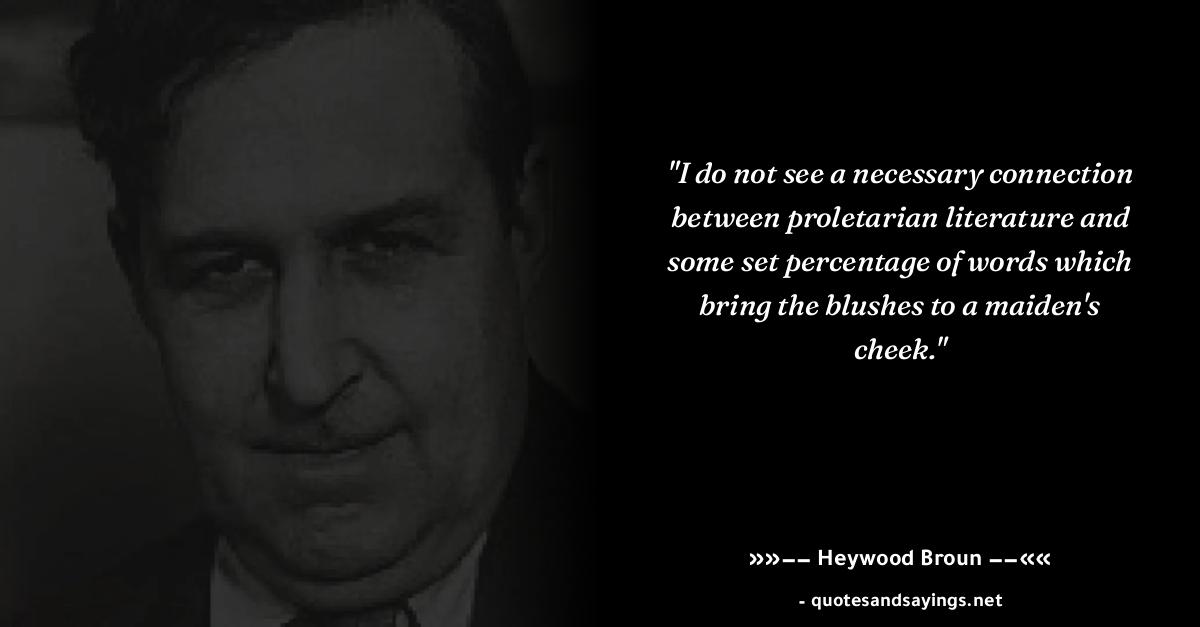 "I do not see a necessary connection
between proletarian literature and
some set percentage of words which
bring the blushes to a maiden's
cheek."
»»−− Heywood Broun −−««
- quotesandsayings.net